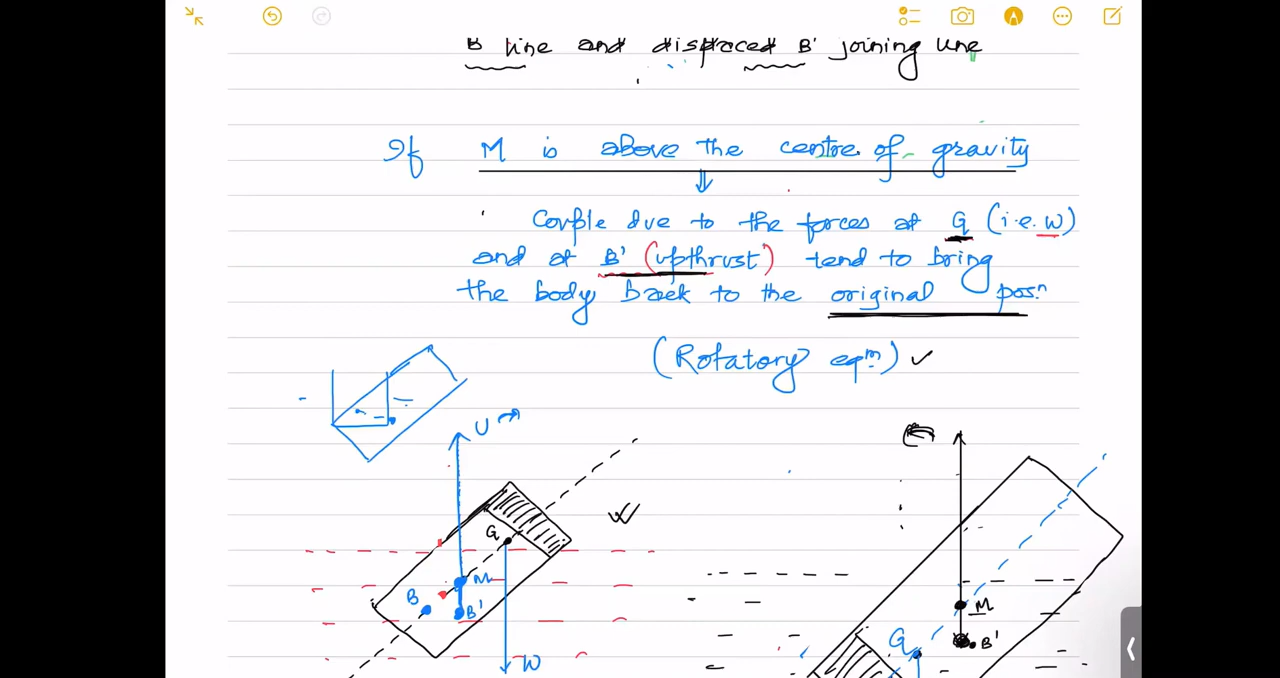 B line and displaced B' joining line
If M is above the centre of gravity
⇓
Couple due to the forces at G (i.e. W)
and at B' (upthrust) tend to bring
the body back to the original posⁿ
(Rotatory eqᵐ) ✓
U
G
M
B
B'
W
M
B'
G